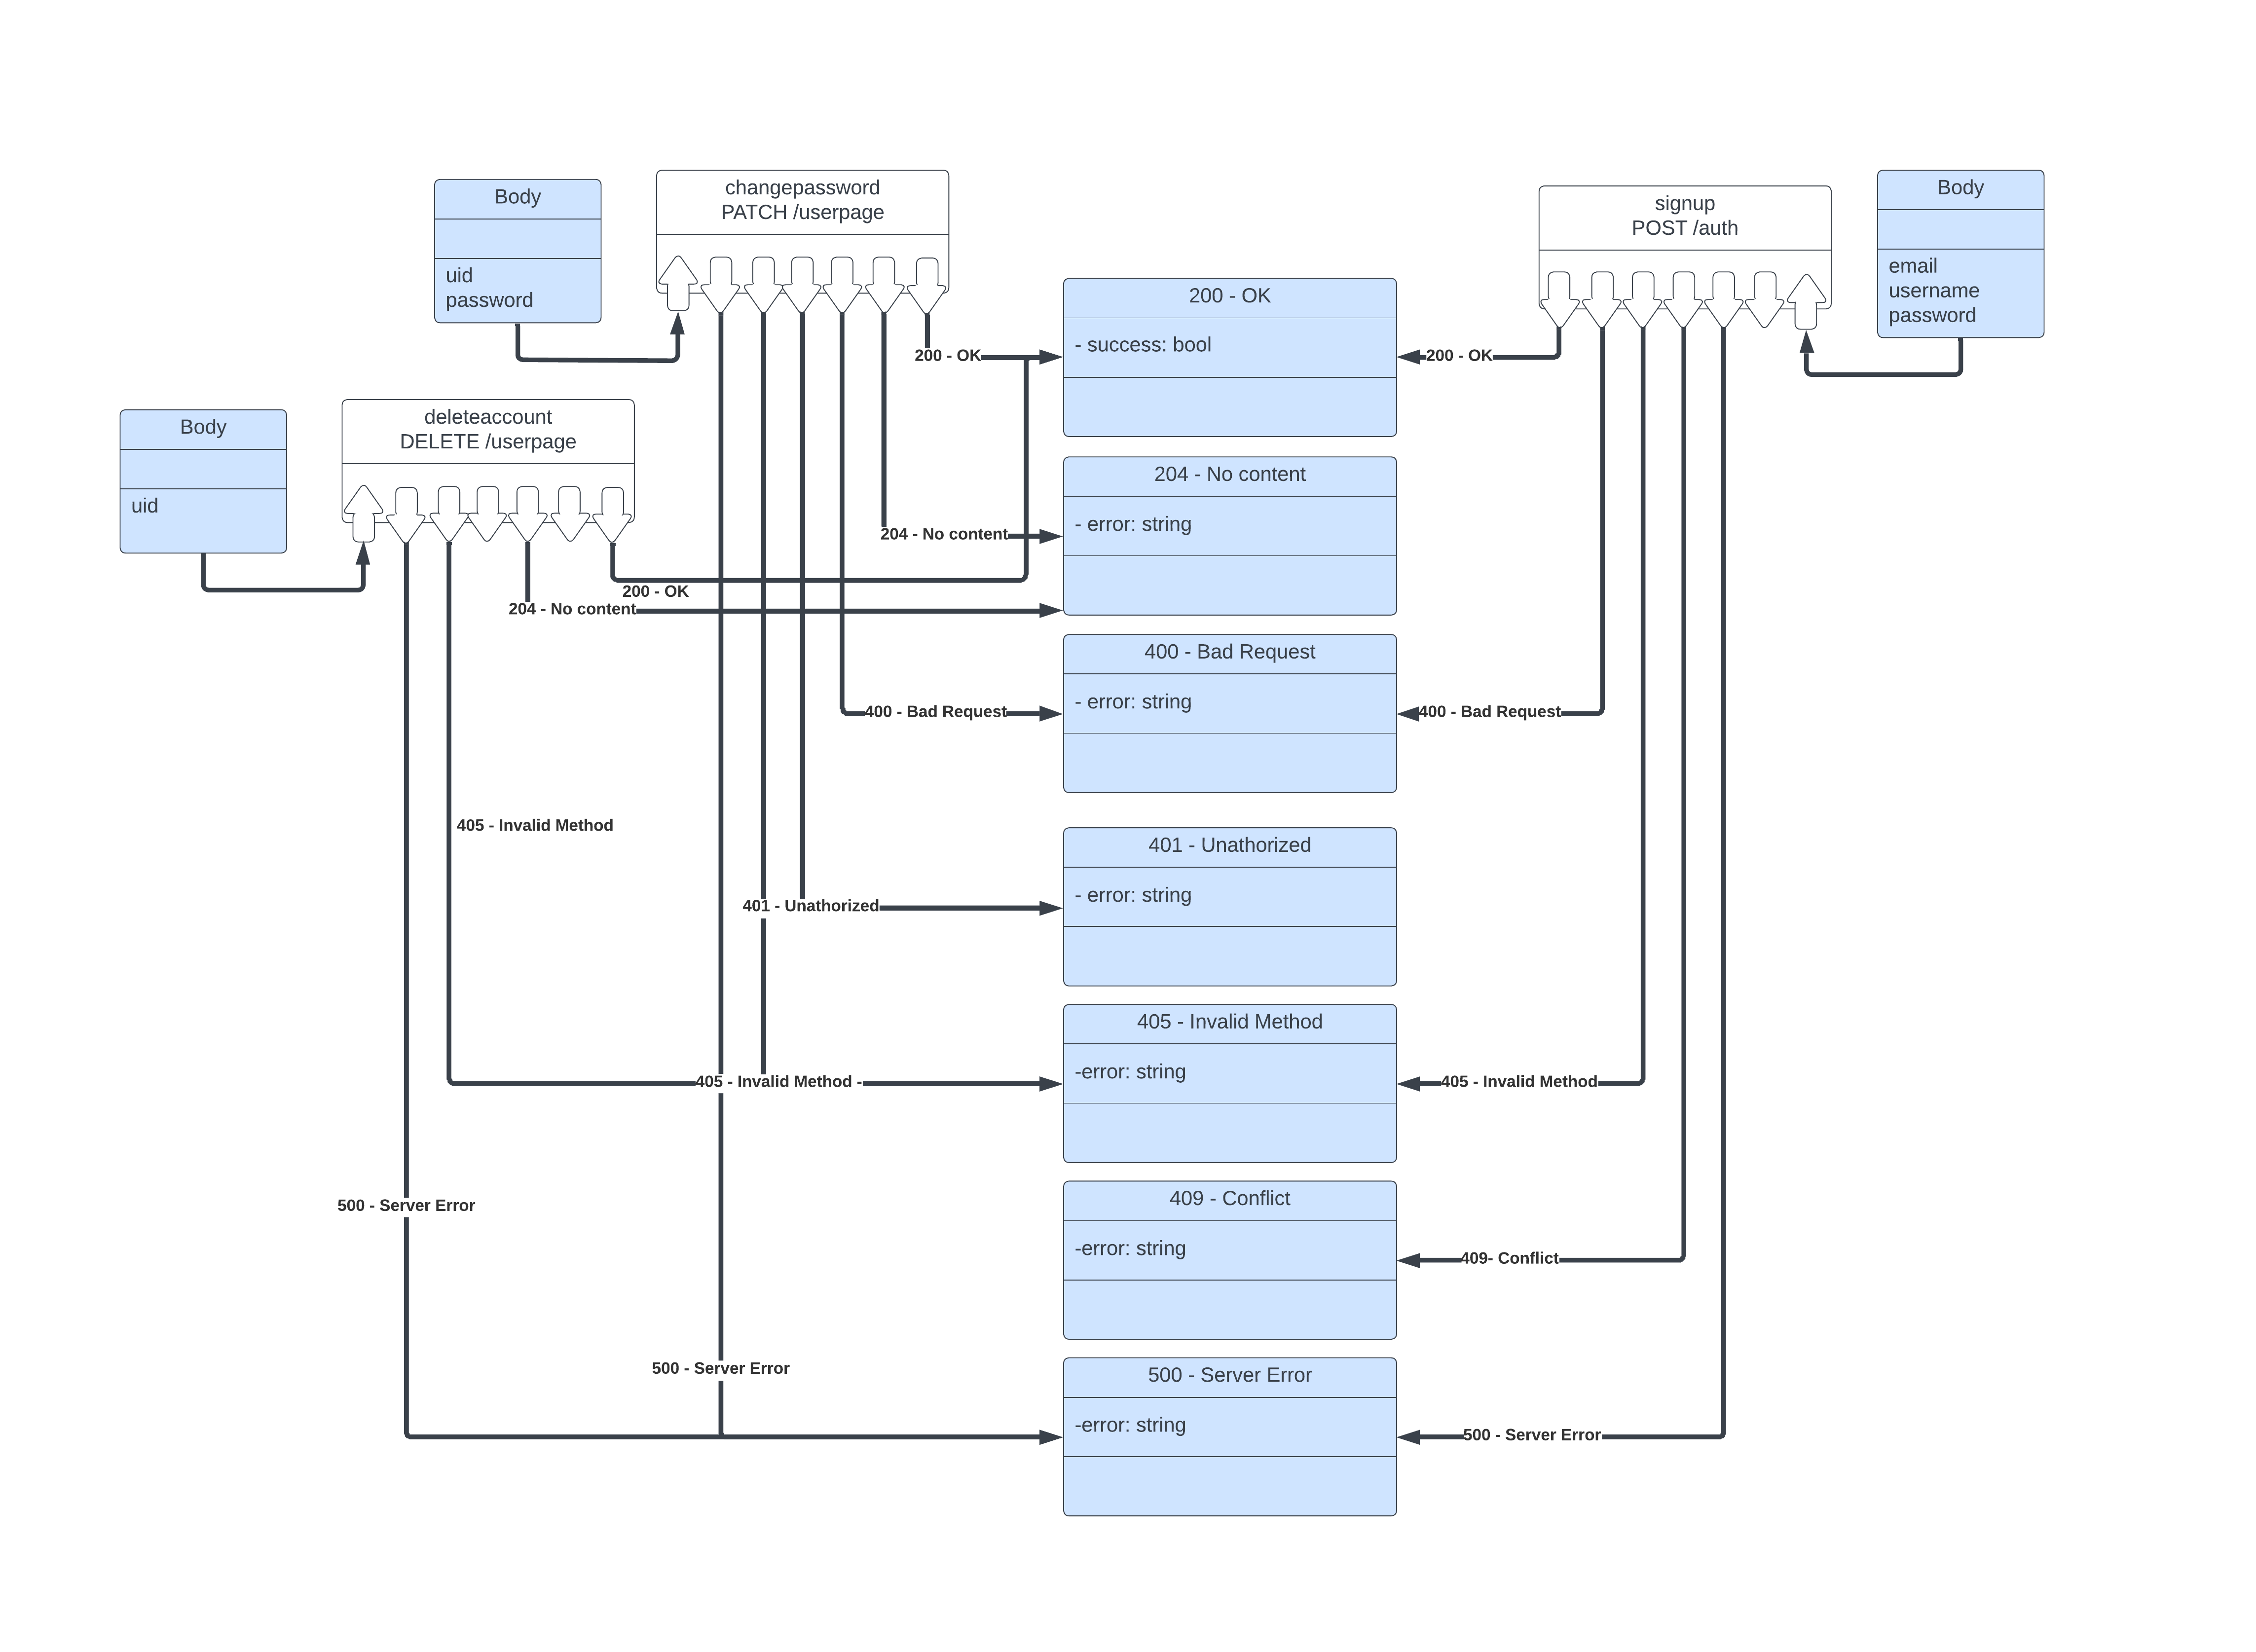 Body
uid
password
changepassword
PATCH /userpage
signup
POST /auth
Body
email
username
password
200 - OK
- success: bool
200 - OK
200 - OK
Body
uid
deleteaccount
DELETE /userpage
204 - No content
- error: string
204 - No content
200 - OK
204 - No content
400 - Bad Request
- error: string
400 - Bad Request
400 - Bad Request
405 - Invalid Method
401 - Unathorized
- error: string
401 - Unathorized
405 - Invalid Method
-error: string
405 - Invalid Method -
405 - Invalid Method
409 - Conflict
-error: string
409- Conflict
500 - Server Error
500 - Server Error
500 - Server Error
-error: string
500 - Server Error